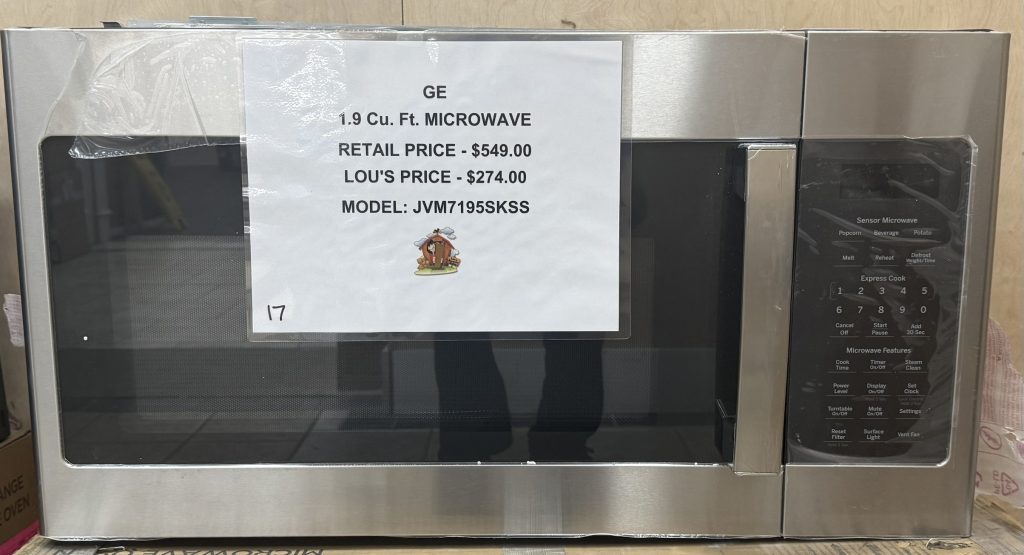 GE
1.9 Cu. Ft. MICROWAVE
RETAIL PRICE - $549.00
LOU'S PRICE - $274.00
MODEL: JVM7195SKSS
17
Sensor Microwave
Popcorn Beverage Potato
Melt Reheat Defrost
Weight/Time
Express Cook
1 2 3 4 5
6 7 8 9 0
Cancel Start Add
Off Pause 30 Sec
Microwave Features
Cook Timer Steam
Time On/Off Clean
Power Display Set
Level On/Off Clock
Turntable Mute Settings
On/Off On/Off
Reset Surface Vent Fan
Filter Light
ANGE
OVEN
MICROWAVE